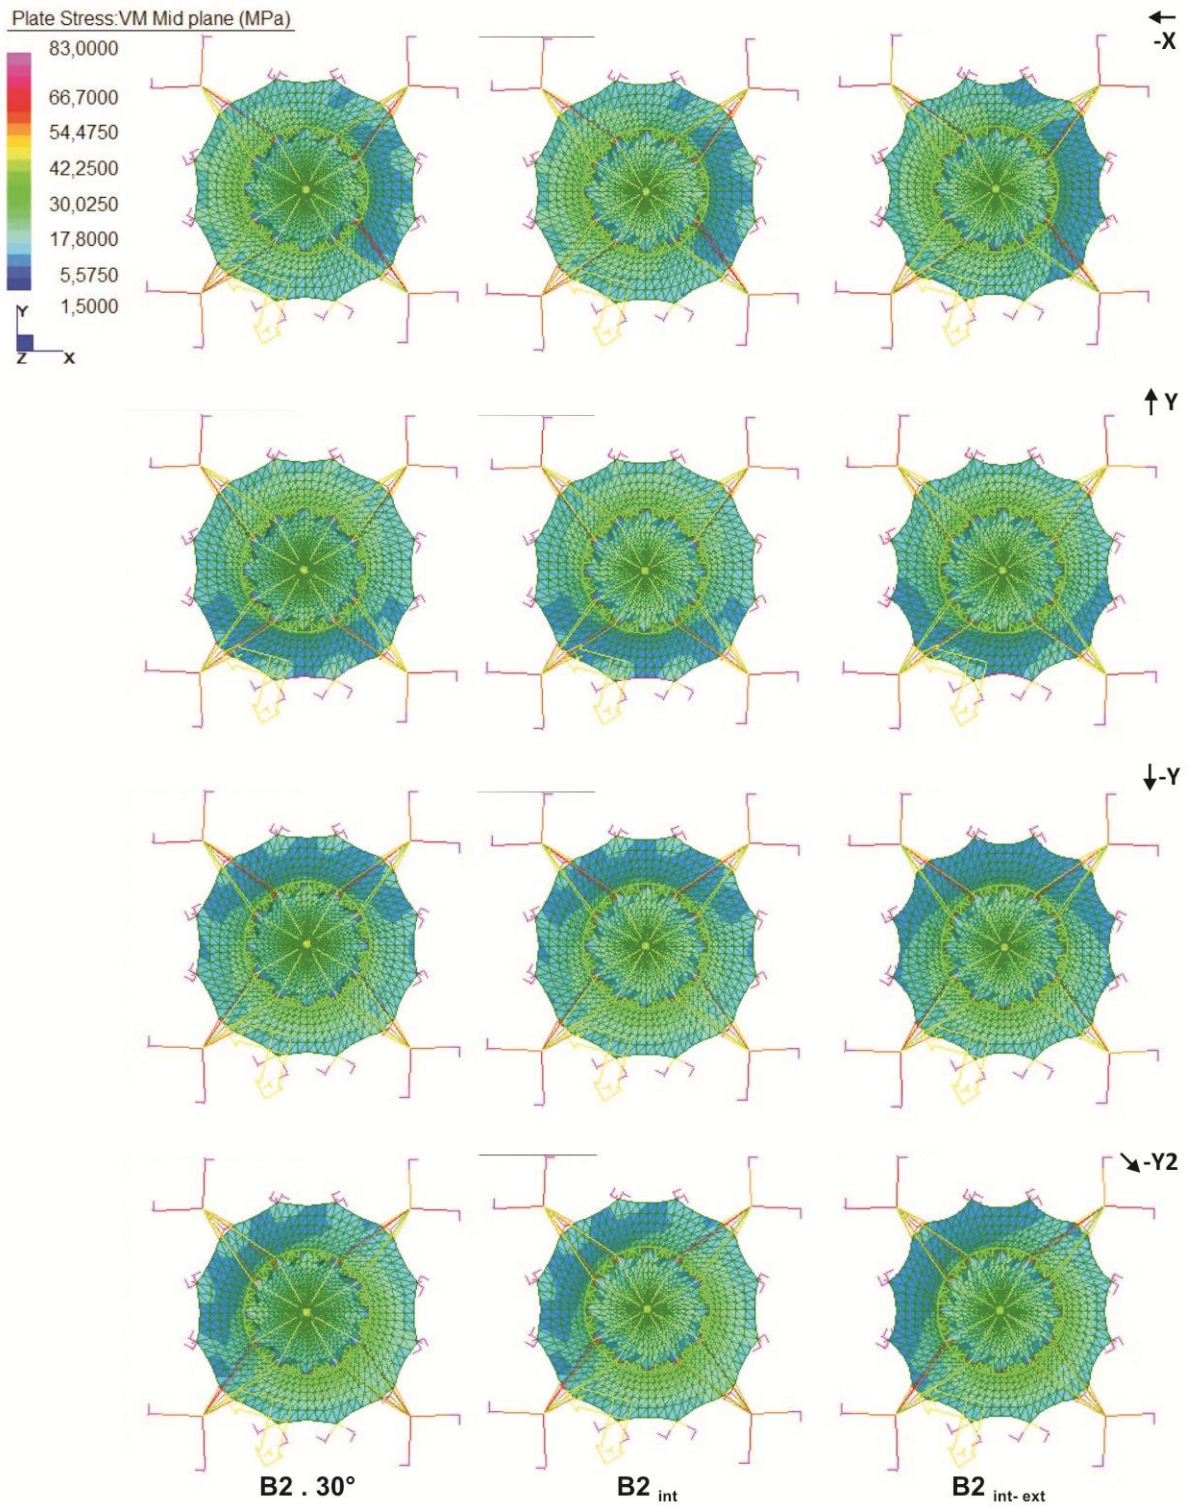 Plate Stress:VM Mid plane (MPa)
83,0000
66,7000
54,4750
42,2500
30,0250
17,8000
5,5750
1,5000
Y
Z X
-X
Y
-Y
-Y2
B2 . 30°
B2 int
B2 int- ext